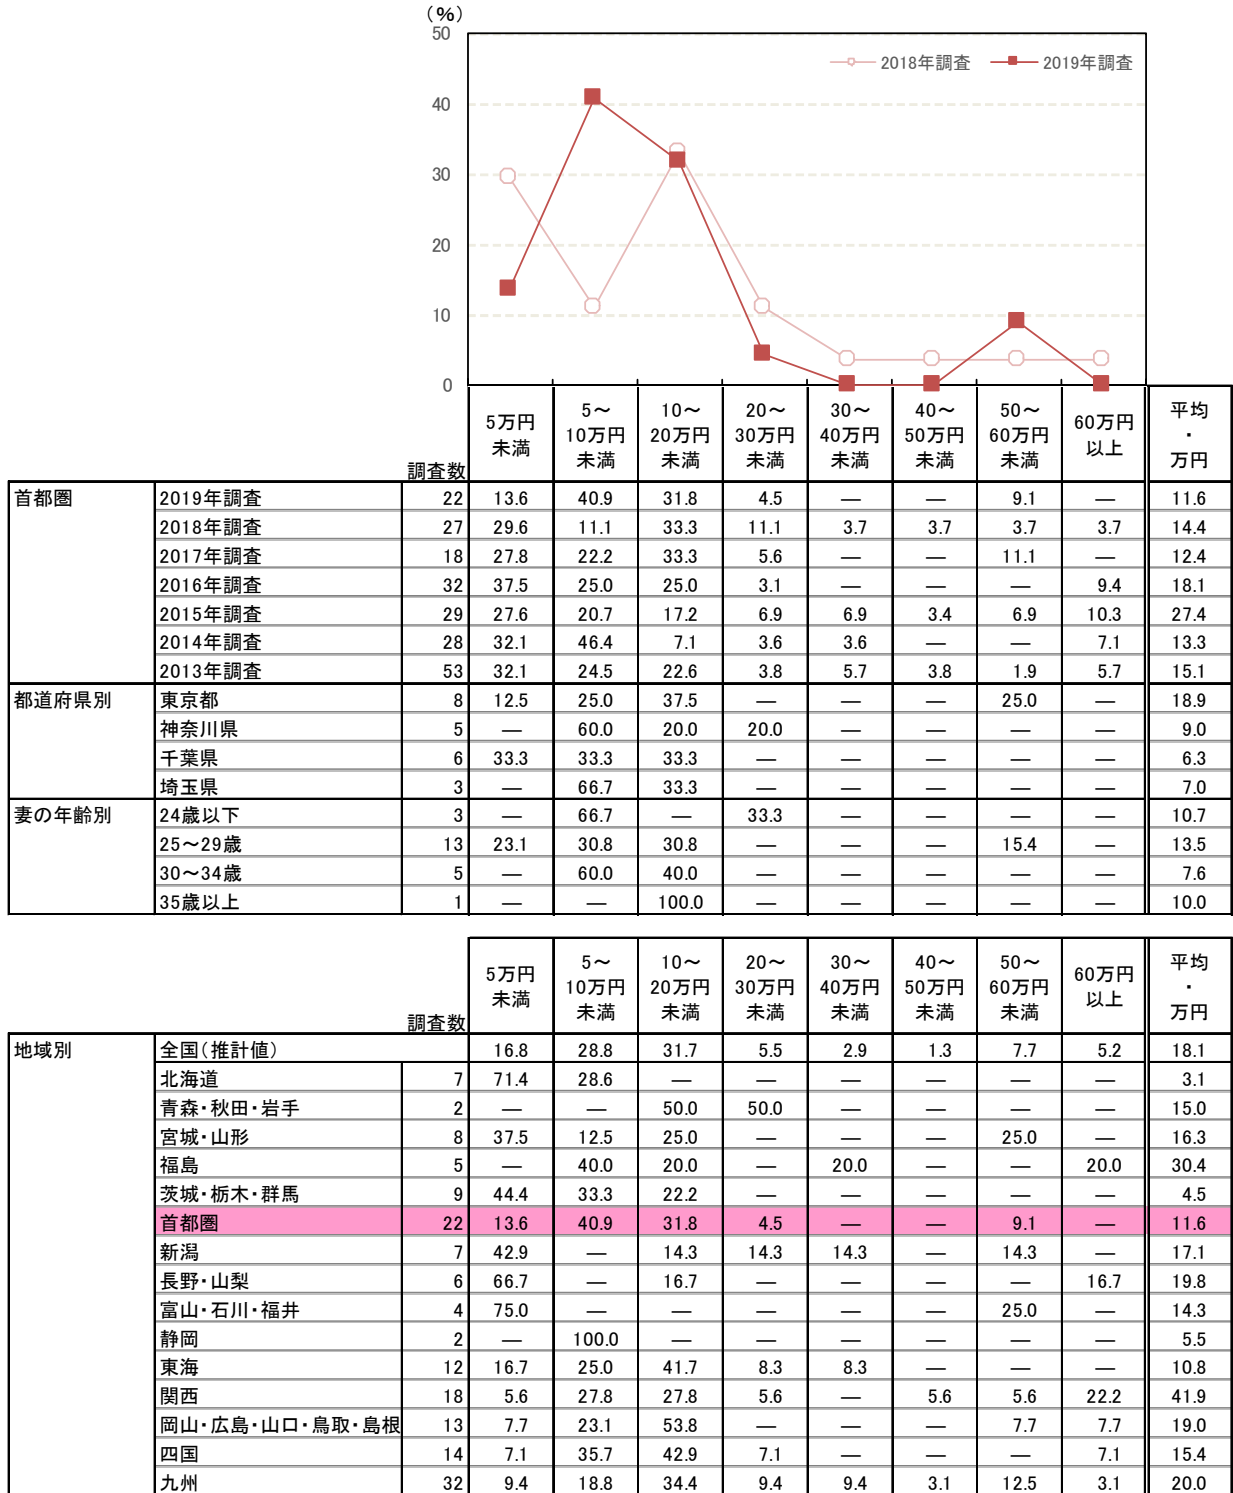 (%)
50
2018年調査 2019年調査
40
30
20
10
0
調査数 5万円未満 5～10万円未満 10～20万円未満 20～30万円未満 30～40万円未満 40～50万円未満 50～60万円未満 60万円以上 平均・万円
首都圏 2019年調査 22 13.6 40.9 31.8 4.5 — — 9.1 — 11.6
2018年調査 27 29.6 11.1 33.3 11.1 3.7 3.7 3.7 3.7 14.4
2017年調査 18 27.8 22.2 33.3 5.6 — — 11.1 — 12.4
2016年調査 32 37.5 25.0 25.0 3.1 — — — 9.4 18.1
2015年調査 29 27.6 20.7 17.2 6.9 6.9 3.4 6.9 10.3 27.4
2014年調査 28 32.1 46.4 7.1 3.6 3.6 — — 7.1 13.3
2013年調査 53 32.1 24.5 22.6 3.8 5.7 3.8 1.9 5.7 15.1
都道府県別 東京都 8 12.5 25.0 37.5 — — — 25.0 — 18.9
神奈川県 5 — 60.0 20.0 20.0 — — — — 9.0
千葉県 6 33.3 33.3 33.3 — — — — — 6.3
埼玉県 3 — 66.7 33.3 — — — — — 7.0
妻の年齢別 24歳以下 3 — 66.7 — 33.3 — — — — 10.7
25～29歳 13 23.1 30.8 30.8 — — — 15.4 — 13.5
30～34歳 5 — 60.0 40.0 — — — — — 7.6
35歳以上 1 — — 100.0 — — — — — 10.0
調査数 5万円未満 5～10万円未満 10～20万円未満 20～30万円未満 30～40万円未満 40～50万円未満 50～60万円未満 60万円以上 平均・万円
地域別 全国(推計値) 16.8 28.8 31.7 5.5 2.9 1.3 7.7 5.2 18.1
北海道 7 71.4 28.6 — — — — — — 3.1
青森・秋田・岩手 2 — — 50.0 50.0 — — — — 15.0
宮城・山形 8 37.5 12.5 25.0 — — — 25.0 — 16.3
福島 5 — 40.0 20.0 — 20.0 — — 20.0 30.4
茨城・栃木・群馬 9 44.4 33.3 22.2 — — — — — 4.5
首都圏 22 13.6 40.9 31.8 4.5 — — 9.1 — 11.6
新潟 7 42.9 — 14.3 14.3 14.3 — 14.3 — 17.1
長野・山梨 6 66.7 — 16.7 — — — — 16.7 19.8
富山・石川・福井 4 75.0 — — — — — 25.0 — 14.3
静岡 2 — 100.0 — — — — — — 5.5
東海 12 16.7 25.0 41.7 8.3 8.3 — — — 10.8
関西 18 5.6 27.8 27.8 5.6 — 5.6 5.6 22.2 41.9
岡山・広島・山口・鳥取・島根 13 7.7 23.1 53.8 — — — 7.7 7.7 19.0
四国 14 7.1 35.7 42.9 7.1 — — — 7.1 15.4
九州 32 9.4 18.8 34.4 9.4 9.4 3.1 12.5 3.1 20.0